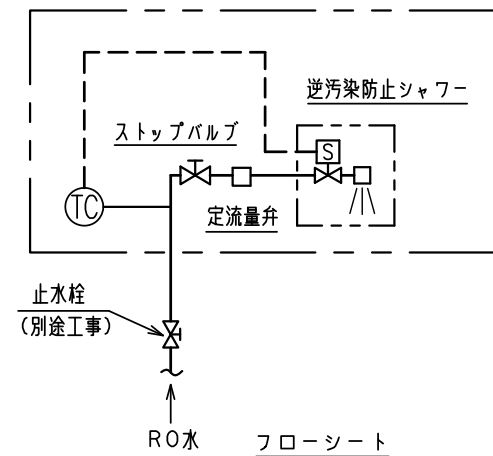 逆汚染防止シャワー
ストップバルブ
S
TC
定流量弁
止水栓
(別途工事)
RO水
フローシート